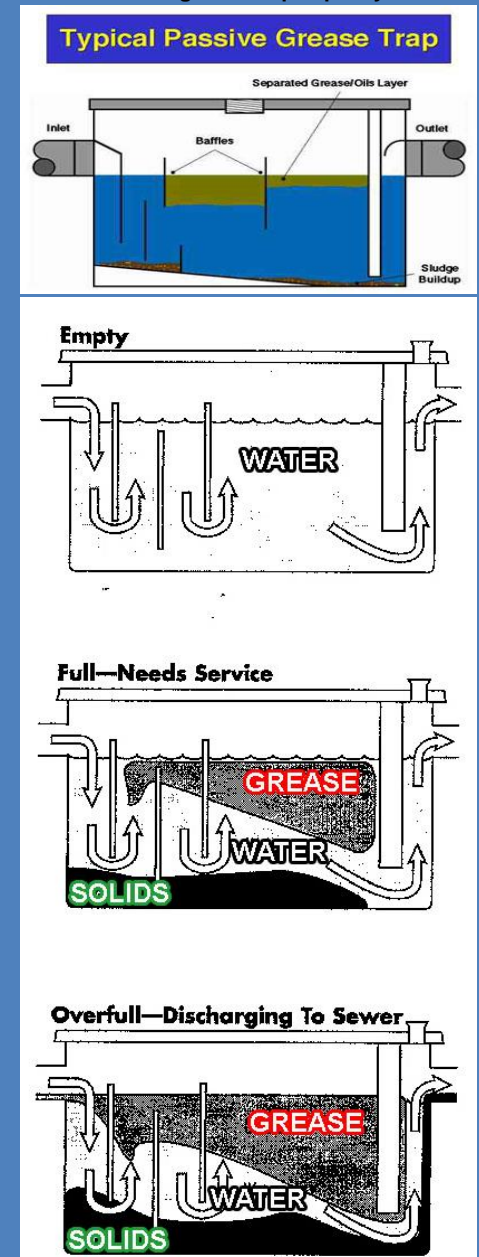 Typical Passive Grease Trap
Separated Grease/Oils Layer
Inlet
Baffles
Outlet
Sludge
Buildup
Empty
WATER
Full—Needs Service
GREASE
WATER
SOLIDS
Overfull—Discharging To Sewer
GREASE
WATER
SOLIDS